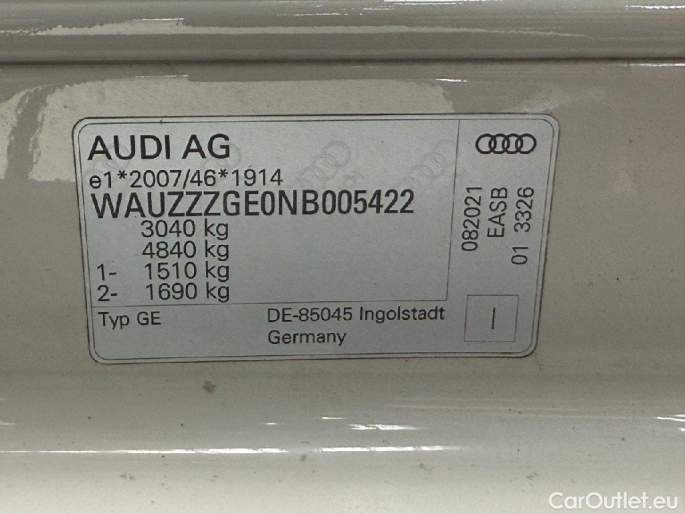 AUDI AG
e1*2007/46*1914
WAUZZZGE0NB005422
3040 kg
4840 kg
1- 1510 kg
2- 1690 kg
Typ GE
DE-85045 Ingolstadt
Germany
082021
EASB
01 3326
I
CarOutlet.eu